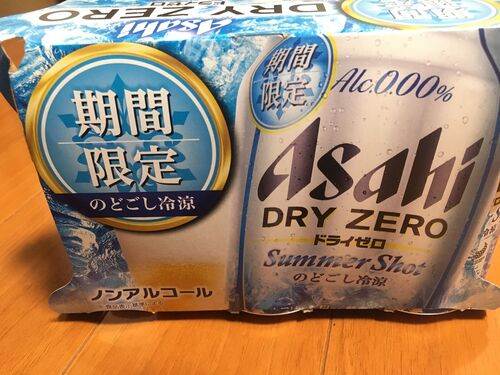 Asahi
DRY ZERO
期間
限定
のどごし冷涼
ノンアルコール
期間
限定
Alc.0.00%
Asahi
DRY ZERO
ドライゼロ
Summer Shot
のどごし冷涼